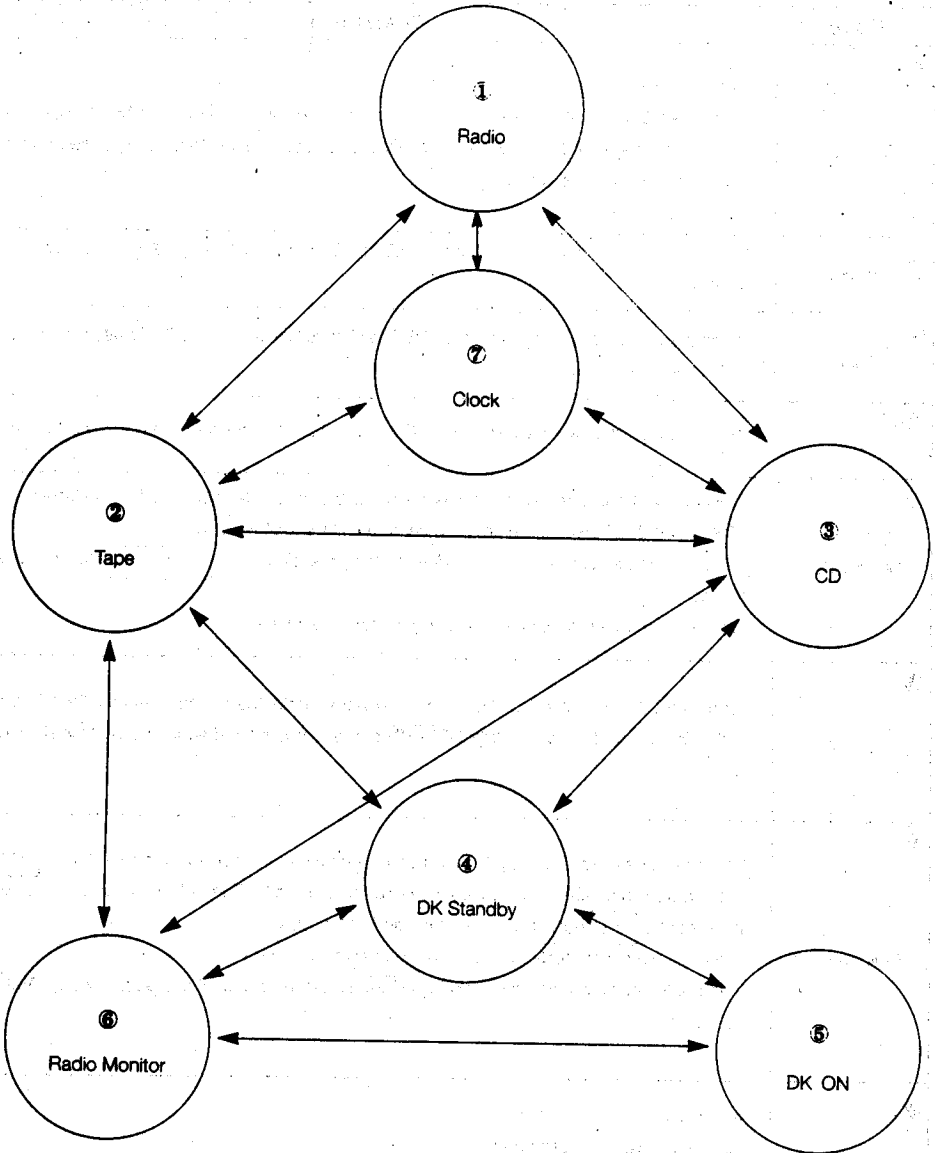 ①
Radio
⑦
Clock
②
Tape
③
CD
④
DK Standby
⑥
Radio Monitor
⑤
DK ON